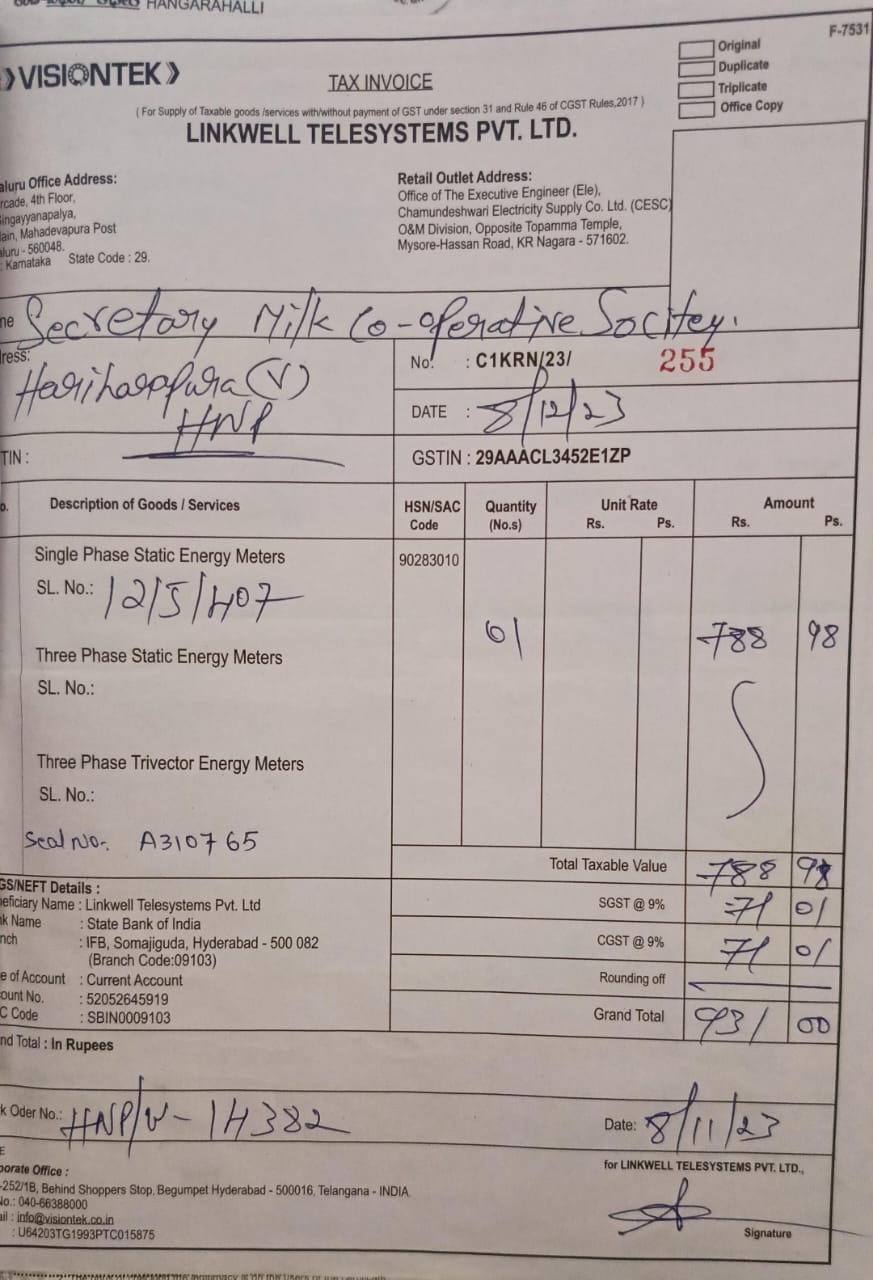 HANGARAHALLI
F-7531
VISIONTEK
Original
Duplicate
Triplicate
Office Copy
TAX INVOICE
( For Supply of Taxable goods /services with/without payment of GST under section 31 and Rule 46 of CGST Rules,2017 )
LINKWELL TELESYSTEMS PVT. LTD.
aluru Office Address:
rcade, 4th Floor,
ingayyanapalya,
ain, Mahadevapura Post
aluru - 560048.
: Karnataka State Code : 29.
Retail Outlet Address:
Office of The Executive Engineer (Ele),
Chamundeshwari Electricity Supply Co. Ltd. (CESC)
O&M Division, Opposite Topamma Temple,
Mysore-Hassan Road, KR Nagara - 571602.
me Secretary Milk Co-operative Socitey.
ress:
Hariharapura (V)
HNP
No. : C1KRN/23/ 255
DATE : 8/12/23
TIN :
GSTIN : 29AAACL3452E1ZP
o. Description of Goods / Services HSN/SAC Code Quantity (No.s) Unit Rate Rs. Ps. Amount Rs. Ps.
Single Phase Static Energy Meters 90283010
SL. No.: 12151407
01 788 98
Three Phase Static Energy Meters
SL. No.:
Three Phase Trivector Energy Meters
SL. No.:
Seal No. A310765
Total Taxable Value 788 98
GS/NEFT Details :
eficiary Name : Linkwell Telesystems Pvt. Ltd
SGST @ 9% 71 01
k Name : State Bank of India
nch : IFB, Somajiguda, Hyderabad - 500 082
(Branch Code:09103)
CGST @ 9% 71 01
e of Account : Current Account
Rounding off
ount No. : 52052645919
C Code : SBIN0009103
Grand Total 931 00
nd Total : In Rupees
k Oder No.: HNP/V- 14382
Date: 8/11/23
E
porate Office :
for LINKWELL TELESYSTEMS PVT. LTD.,
-252/1B, Behind Shoppers Stop, Begumpet Hyderabad - 500016, Telangana - INDIA.
No.: 040-66388000
ail : info@visiontek.co.in
: U64203TG1993PTC015875
Signature